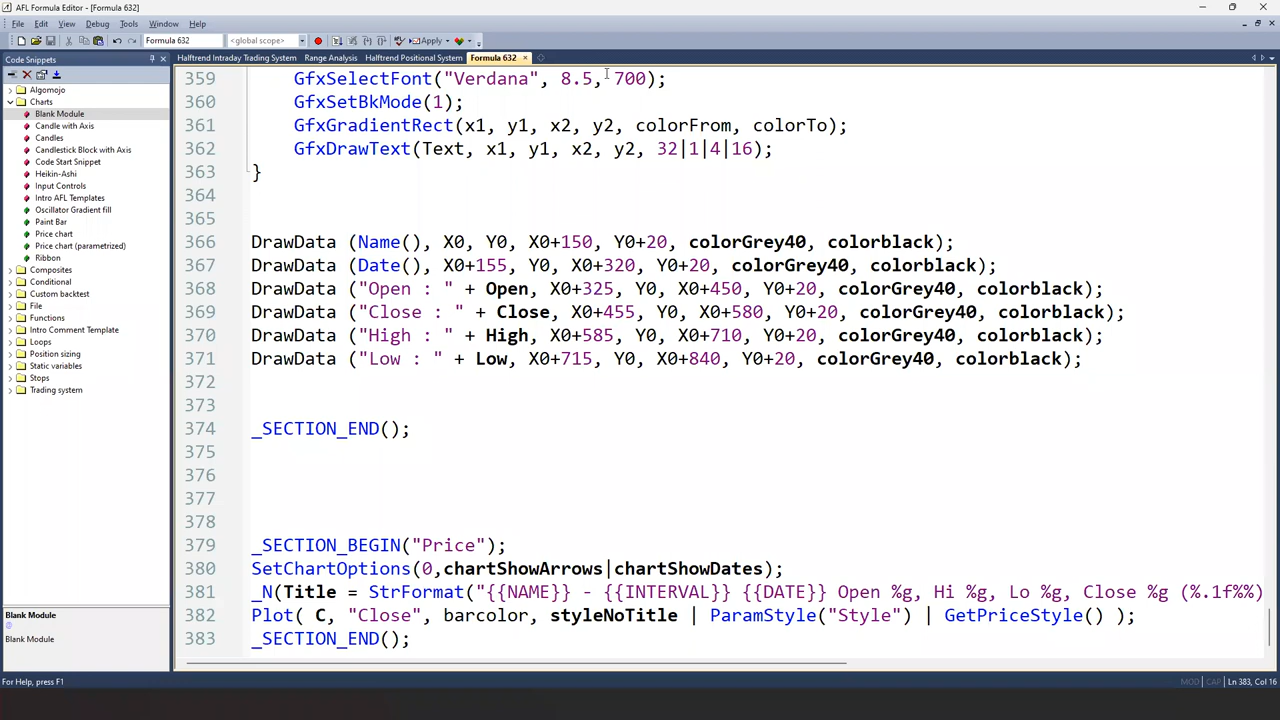 AFL Formula Editor - [Formula 632]
File Edit View Debug Tools Window Help
Formula 632 <global scope> Apply
Code Snippets
Halftrend Intraday Trading System Range Analysis Halftrend Positional System Formula 632
Algomojo
Charts
Blank Module
Candle with Axis
Candles
Candlestick Block with Axis
Code Start Snippet
Heikin-Ashi
Input Controls
Intro AFL Templates
Oscillator Gradient fill
Paint Bar
Price chart
Price chart (parametrized)
Ribbon
Composites
Conditional
Custom backtest
File
Functions
Intro Comment Template
Loops
Position sizing
Static variables
Stops
Trading system
Blank Module
@
Blank Module
359 GfxSelectFont("Verdana", 8.5, 700);
360 GfxSetBkMode(1);
361 GfxGradientRect(x1, y1, x2, y2, colorFrom, colorTo);
362 GfxDrawText(Text, x1, y1, x2, y2, 32|1|4|16);
363 }
364
365
366 DrawData (Name(), X0, Y0, X0+150, Y0+20, colorGrey40, colorblack);
367 DrawData (Date(), X0+155, Y0, X0+320, Y0+20, colorGrey40, colorblack);
368 DrawData ("Open : " + Open, X0+325, Y0, X0+450, Y0+20, colorGrey40, colorblack);
369 DrawData ("Close : " + Close, X0+455, Y0, X0+580, Y0+20, colorGrey40, colorblack);
370 DrawData ("High : " + High, X0+585, Y0, X0+710, Y0+20, colorGrey40, colorblack);
371 DrawData ("Low : " + Low, X0+715, Y0, X0+840, Y0+20, colorGrey40, colorblack);
372
373
374 _SECTION_END();
375
376
377
378
379 _SECTION_BEGIN("Price");
380 SetChartOptions(0,chartShowArrows|chartShowDates);
381 _N(Title = StrFormat("{{NAME}} - {{INTERVAL}} {{DATE}} Open %g, Hi %g, Lo %g, Close %g (%.1f%%)
382 Plot( C, "Close", barcolor, styleNoTitle | ParamStyle("Style") | GetPriceStyle() );
383 _SECTION_END();
For Help, press F1
MOD CAP Ln 383, Col 16